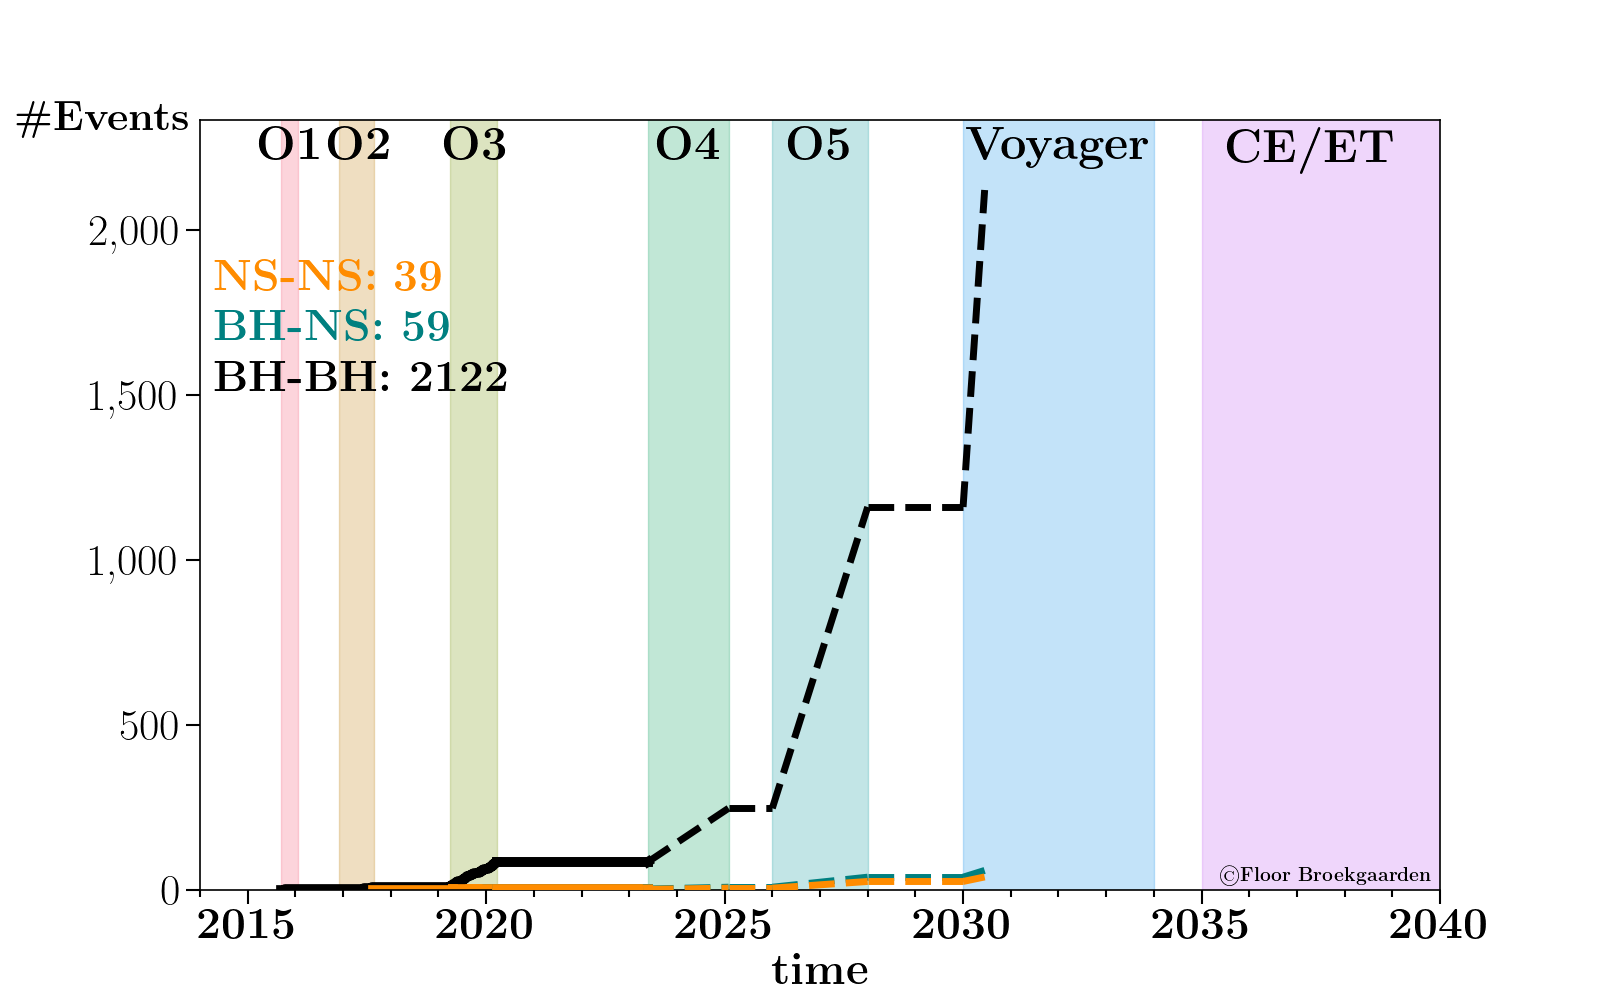 #Events
O1 O2 O3 O4 O5 Voyager CE/ET
2,000
NS-NS: 39
BH-NS: 59
BH-BH: 2122
1,500
1,000
500
0
©Floor Broekgaarden
2015 2020 2025 2030 2035 2040
time